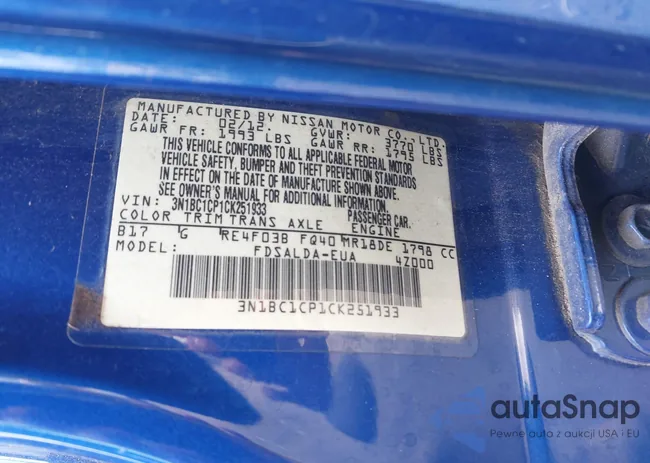 MANUFACTURED BY NISSAN MOTOR CO., LTD.
DATE: 02/12 GVWR: 3770 LBS
GAWR FR: 1993 LBS GAWR RR: 1795 LBS
THIS VEHICLE CONFORMS TO ALL APPLICABLE FEDERAL MOTOR
VEHICLE SAFETY, BUMPER AND THEFT PREVENTION STANDARDS
IN EFFECT ON THE DATE OF MANUFACTURE SHOWN ABOVE.
SEE OWNER'S MANUAL FOR ADDITIONAL INFORMATION.
VIN: 3N1BC1CP1CK251933 PASSENGER CAR.
COLOR TRIM TRANS AXLE ENGINE
B17 G RE4F03B FQ40 MR18DE 1798 CC
MODEL: FDSALDA-EUA 4Z000
3N1BC1CP1CK251933
autoSnap
Pewne auta z aukcji USA i EU